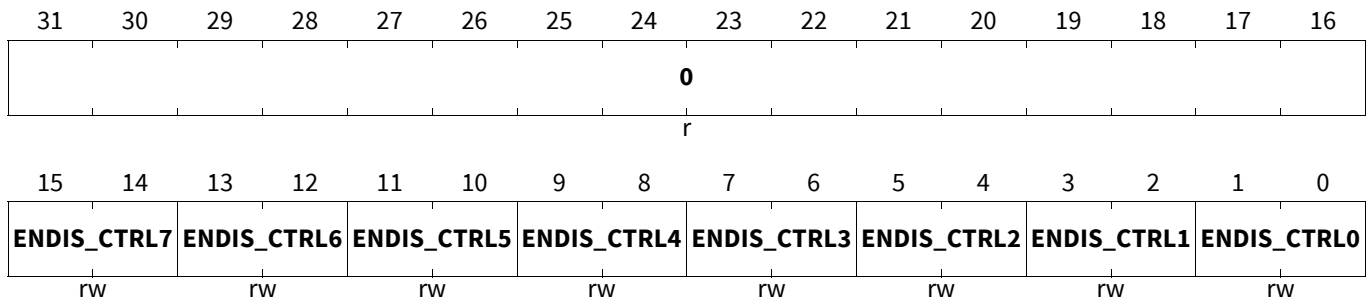 31 30 29 28 27 26 25 24 23 22 21 20 19 18 17 16
0
r
15 14 13 12 11 10 9 8 7 6 5 4 3 2 1 0
ENDIS_CTRL7 ENDIS_CTRL6 ENDIS_CTRL5 ENDIS_CTRL4 ENDIS_CTRL3 ENDIS_CTRL2 ENDIS_CTRL1 ENDIS_CTRL0
rw rw rw rw rw rw rw rw